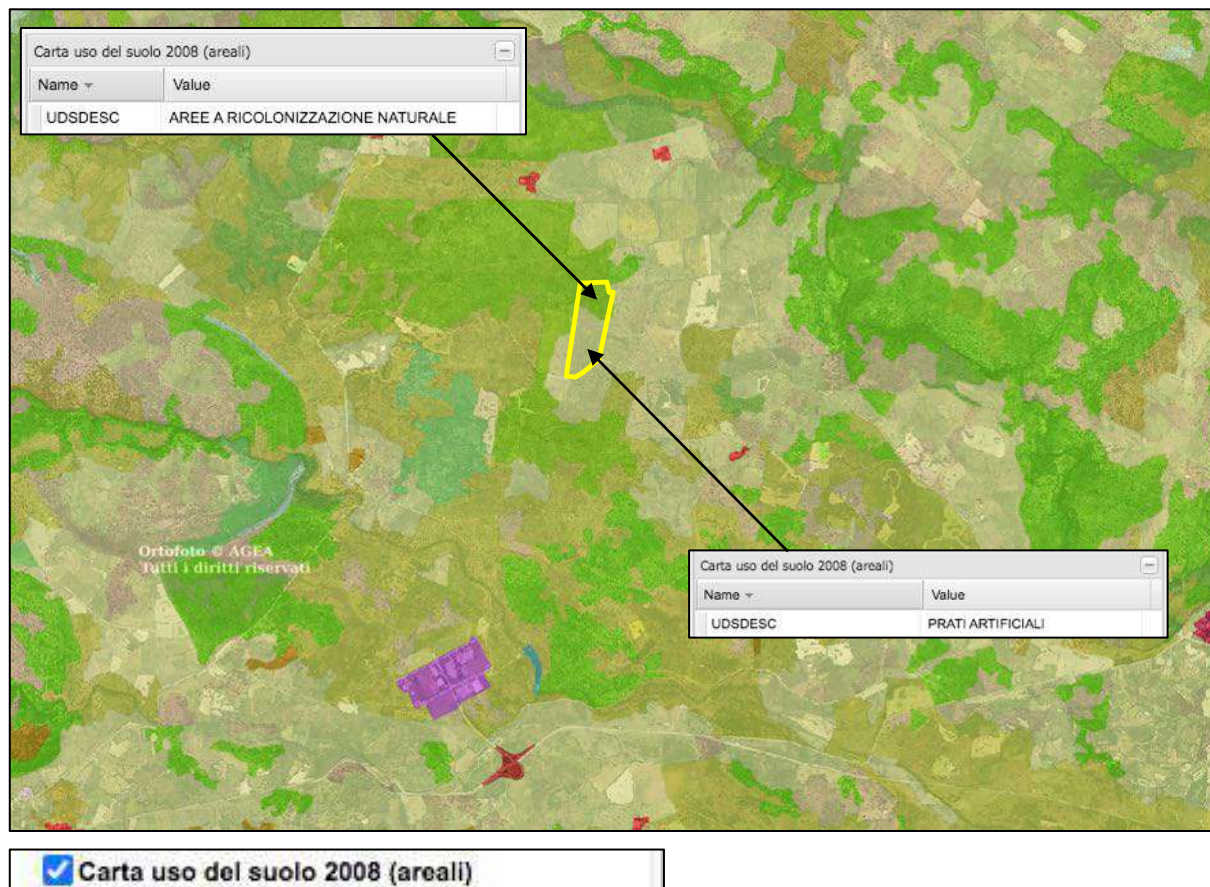 Carta uso del suolo 2008 (areali)
Name Value
UDSDESC AREE A RICOLONIZZAZIONE NATURALE
Ortofoto © AGEA
Tutti i diritti riservati
Carta uso del suolo 2008 (areali)
Name Value
UDSDESC PRATI ARTIFICIALI
Carta uso del suolo 2008 (areali)